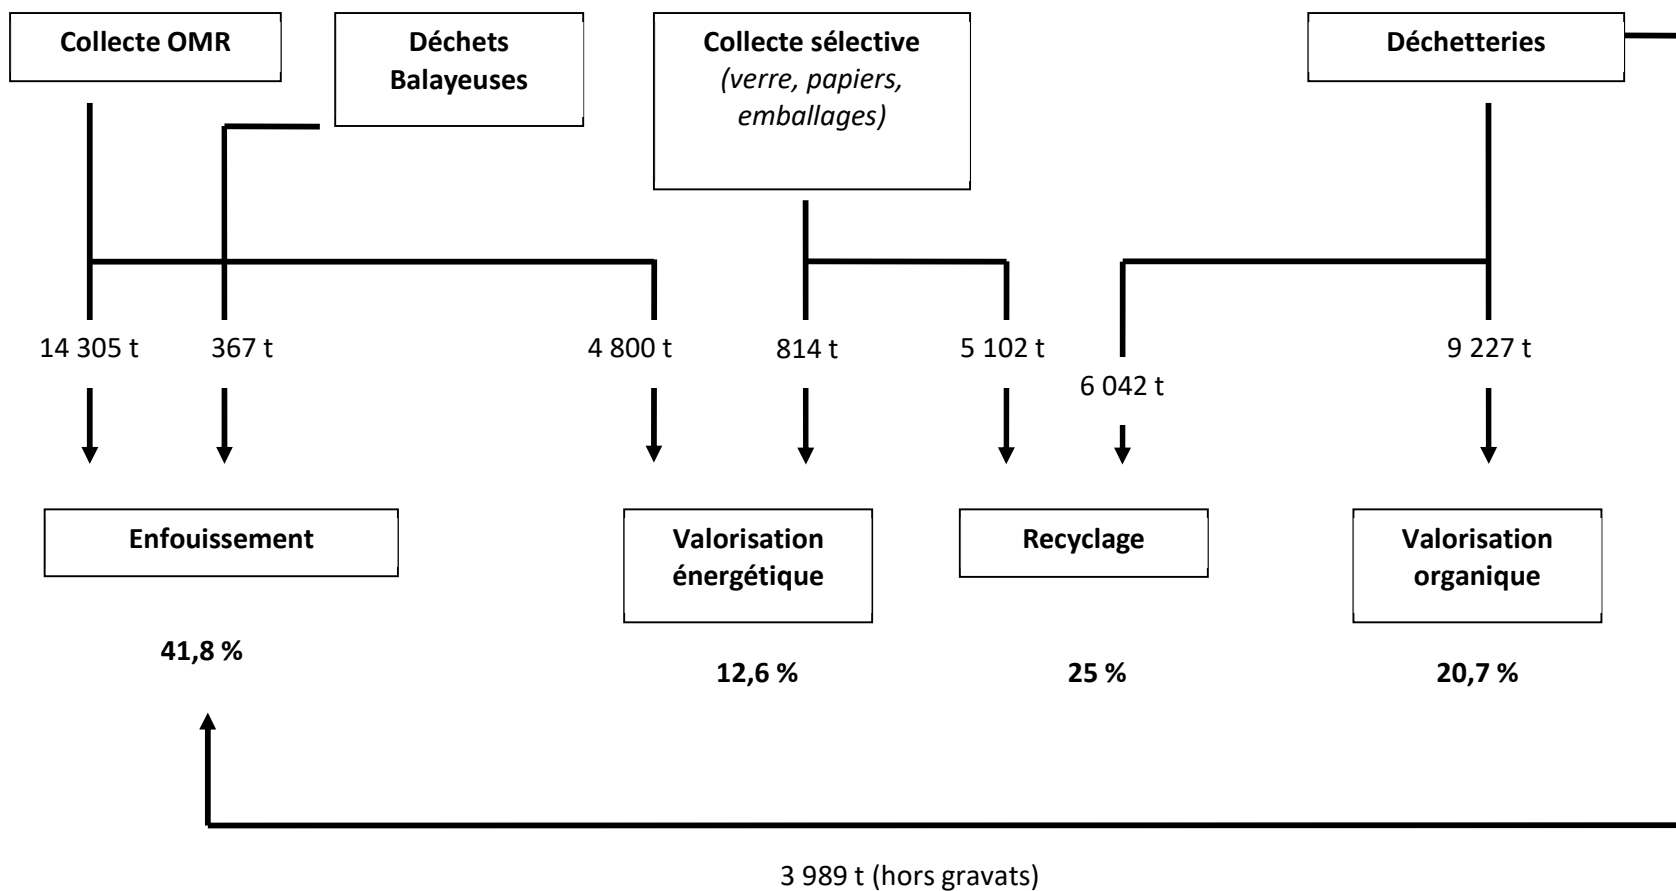 Collecte OMR
Déchets
Balayeuses
Collecte sélective
(verre, papiers,
emballages)
Déchetteries
14 305 t
367 t
4 800 t
814 t
5 102 t
6 042 t
9 227 t
Enfouissement
Valorisation
énergétique
Recyclage
Valorisation
organique
41,8 %
12,6 %
25 %
20,7 %
3 989 t (hors gravats)